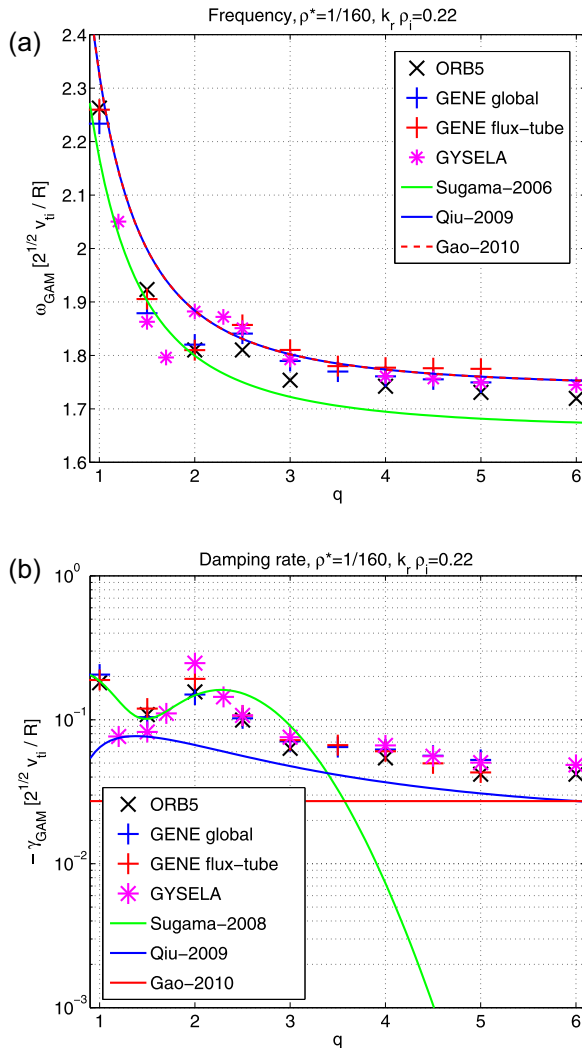 (a)
Frequency, ρ*=1/160, k_r ρ_i=0.22
2.4
2.3
2.2
2.1
2
1.9
1.8
1.7
1.6
ω_GAM [2^{1/2} v_ti / R]
ORB5
GENE global
GENE flux−tube
GYSELA
Sugama−2006
Qiu−2009
Gao−2010
1 2 3 4 5 6
q
(b)
Damping rate, ρ*=1/160, k_r ρ_i=0.22
10^0
10^{−1}
10^{−2}
10^{−3}
− γ_GAM [2^{1/2} v_ti / R]
ORB5
GENE global
GENE flux−tube
GYSELA
Sugama−2008
Qiu−2009
Gao−2010
1 2 3 4 5 6
q